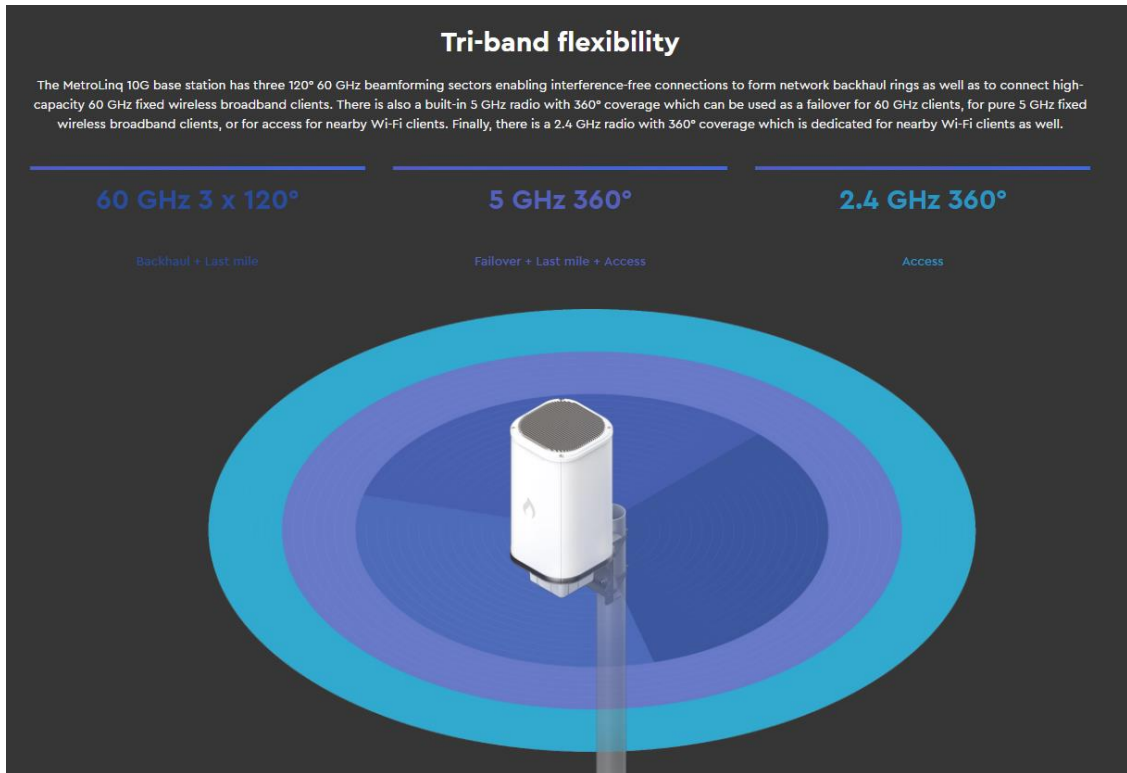 Tri-band flexibility
The MetroLinq 10G base station has three 120° 60 GHz beamforming sectors enabling interference-free connections to form network backhaul rings as well as to connect high-
capacity 60 GHz fixed wireless broadband clients. There is also a built-in 5 GHz radio with 360° coverage which can be used as a failover for 60 GHz clients, for pure 5 GHz fixed
wireless broadband clients, or for access for nearby Wi-Fi clients. Finally, there is a 2.4 GHz radio with 360° coverage which is dedicated for nearby Wi-Fi clients as well.
60 GHz 3 x 120°
Backhaul + Last mile
5 GHz 360°
Failover + Last mile + Access
2.4 GHz 360°
Access